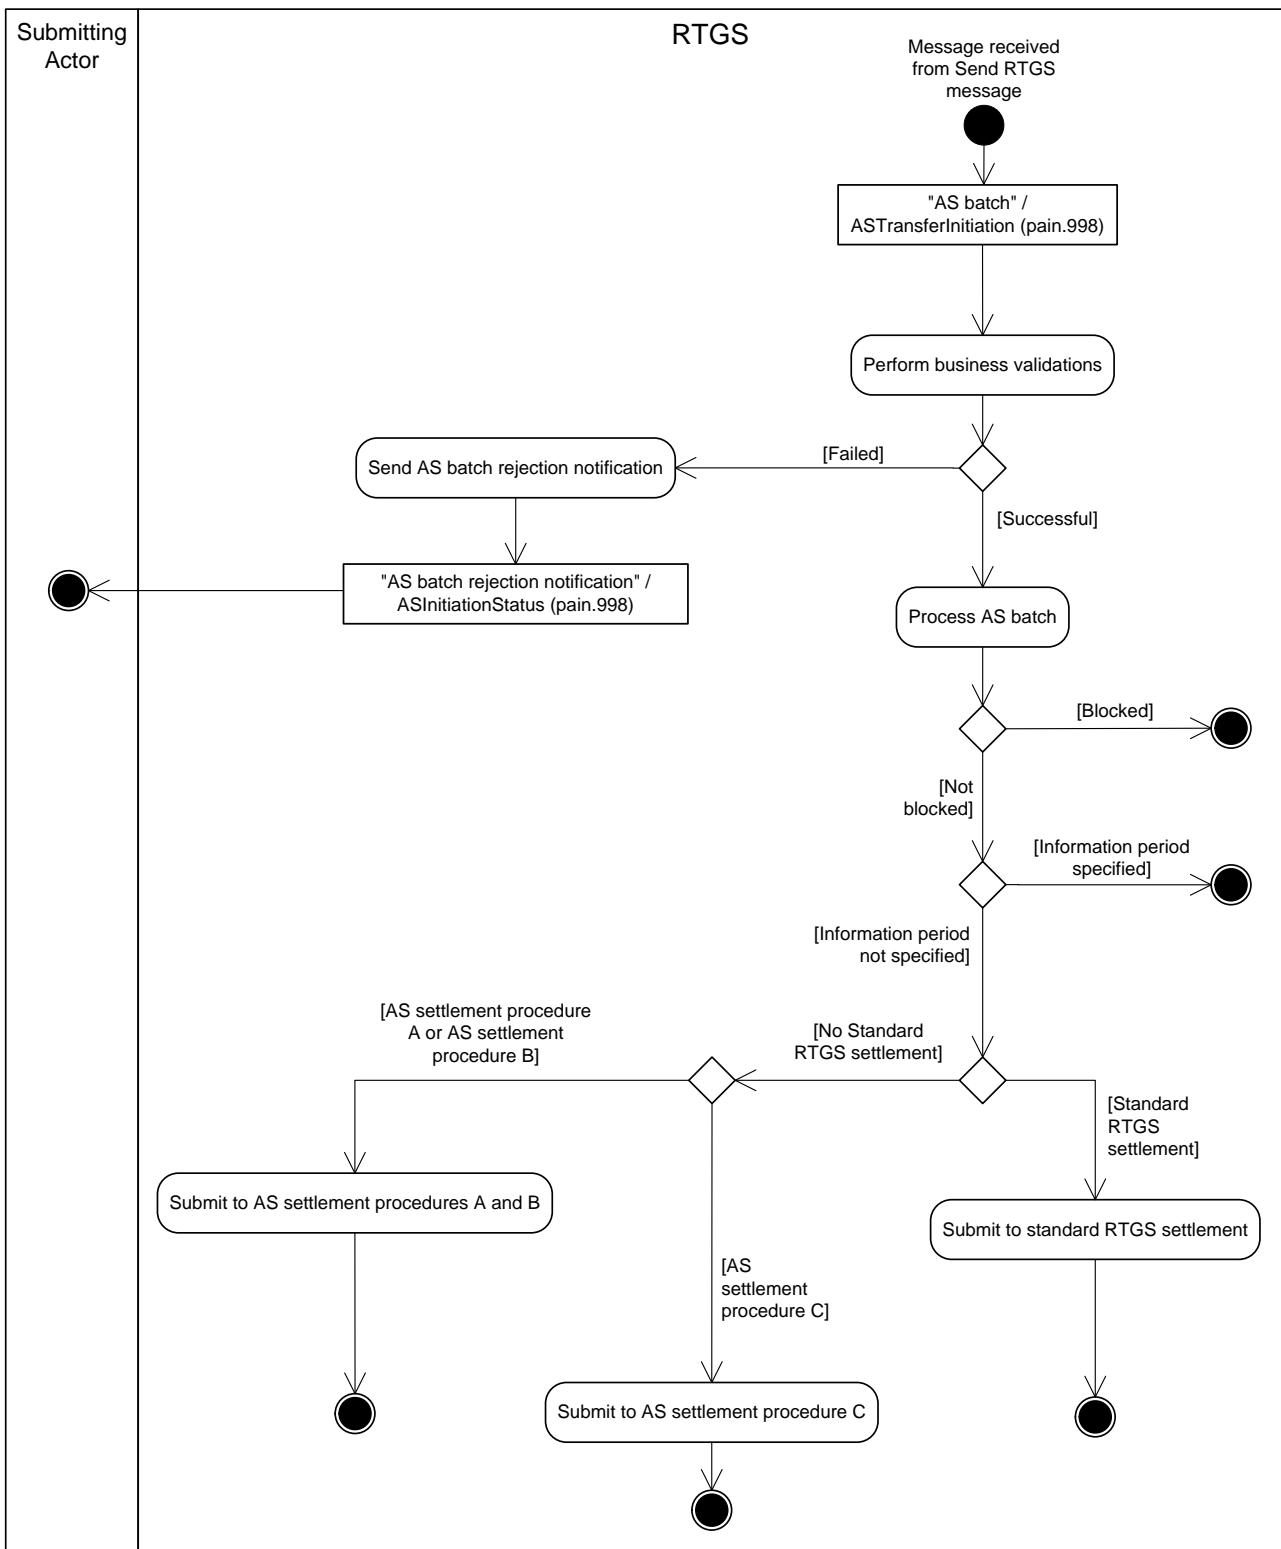 Submitting
Actor
RTGS
Message received
from Send RTGS
message
"AS batch" /
ASTransferInitiation (pain.998)
Perform business validations
[Failed]
Send AS batch rejection notification
[Successful]
"AS batch rejection notification" /
ASInitiationStatus (pain.998)
Process AS batch
[Blocked]
[Not
blocked]
[Information period
specified]
[Information period
not specified]
[AS settlement procedure
A or AS settlement
procedure B]
[No Standard
RTGS settlement]
[Standard
RTGS
settlement]
Submit to AS settlement procedures A and B
Submit to standard RTGS settlement
[AS
settlement
procedure C]
Submit to AS settlement procedure C